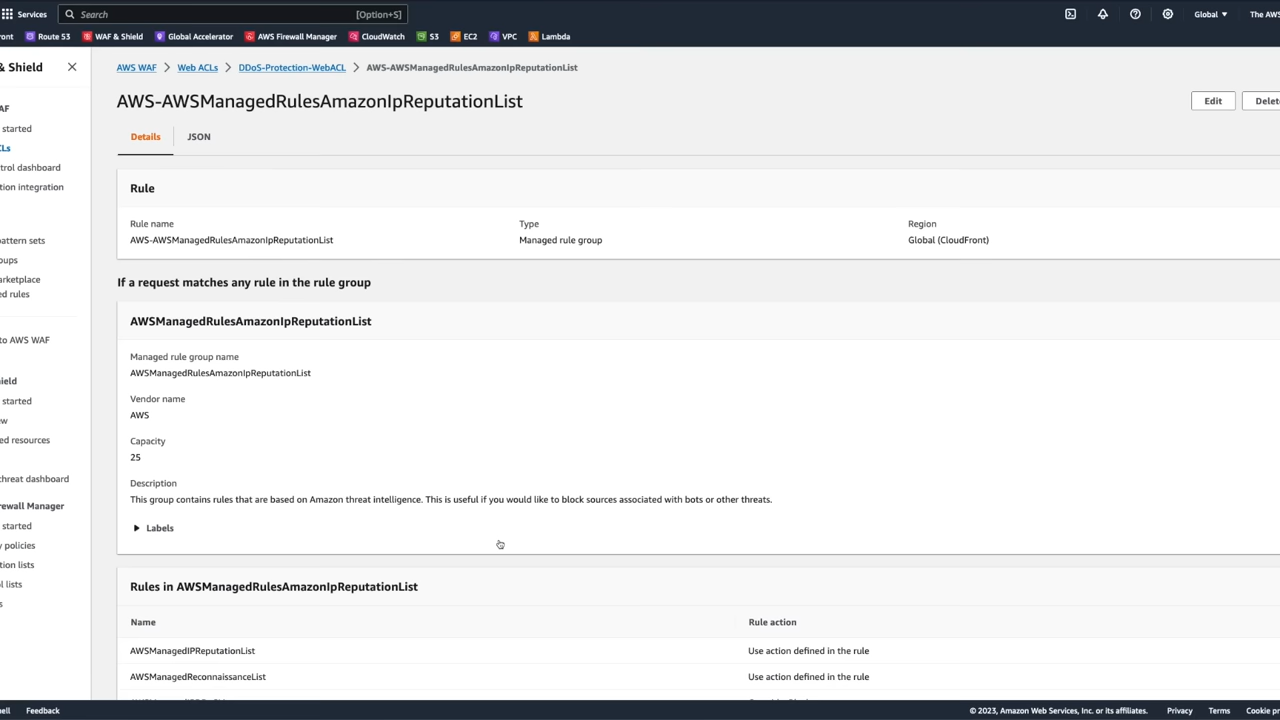 Services Search [Option+S] Global The AWS
ront Route 53 WAF & Shield Global Accelerator AWS Firewall Manager CloudWatch S3 EC2 VPC Lambda
& Shield
AWS WAF Web ACLs DDoS-Protection-WebACL AWS-AWSManagedRulesAmazonIpReputationList
AWS-AWSManagedRulesAmazonIpReputationList
Edit Delet
AF
started
CLs
trol dashboard
tion integration
attern sets
oups
arketplace
ed rules
to AWS WAF
ield
started
ew
ed resources
threat dashboard
rewall Manager
started
y policies
tion lists
l lists
s
Details JSON
Rule
Rule name Type Region
AWS-AWSManagedRulesAmazonIpReputationList Managed rule group Global (CloudFront)
If a request matches any rule in the rule group
AWSManagedRulesAmazonIpReputationList
Managed rule group name
AWSManagedRulesAmazonIpReputationList
Vendor name
AWS
Capacity
25
Description
This group contains rules that are based on Amazon threat intelligence. This is useful if you would like to block sources associated with bots or other threats.
Labels
Rules in AWSManagedRulesAmazonIpReputationList
Name Rule action
AWSManagedIPReputationList Use action defined in the rule
AWSManagedReconnaissanceList Use action defined in the rule
ell Feedback © 2023, Amazon Web Services, Inc. or its affiliates. Privacy Terms Cookie pr